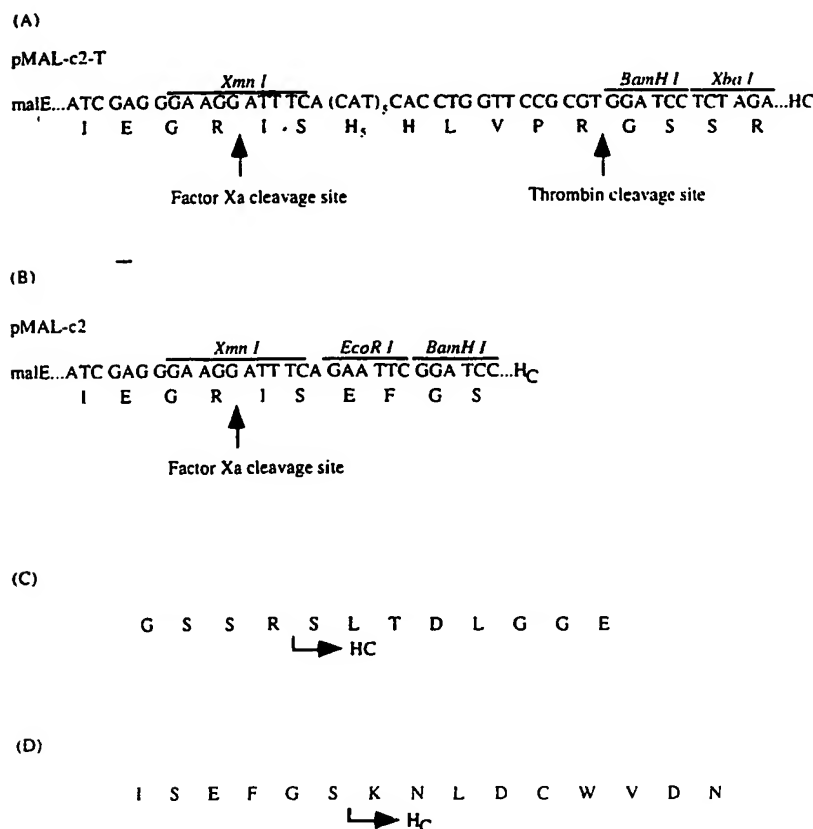 (A)
pMAL-c2-T
Xmn I BamH I Xba I
malE...ATC GAG GGA AGG ATT TCA (CAT)5 CAC CTG GTT CCG CGT GGA TCC TCT AGA...HC
I E G R I . S H5 H L V P R G S S R
Factor Xa cleavage site Thrombin cleavage site
(B)
pMAL-c2
Xmn I EcoR I BamH I
malE...ATC GAG GGA AGG ATT TCA GAA TTC GGA TCC...HC
I E G R I S E F G S
Factor Xa cleavage site
(C)
G S S R S L T D L G G E
HC
(D)
I S E F G S K N L D C W V D N
HC